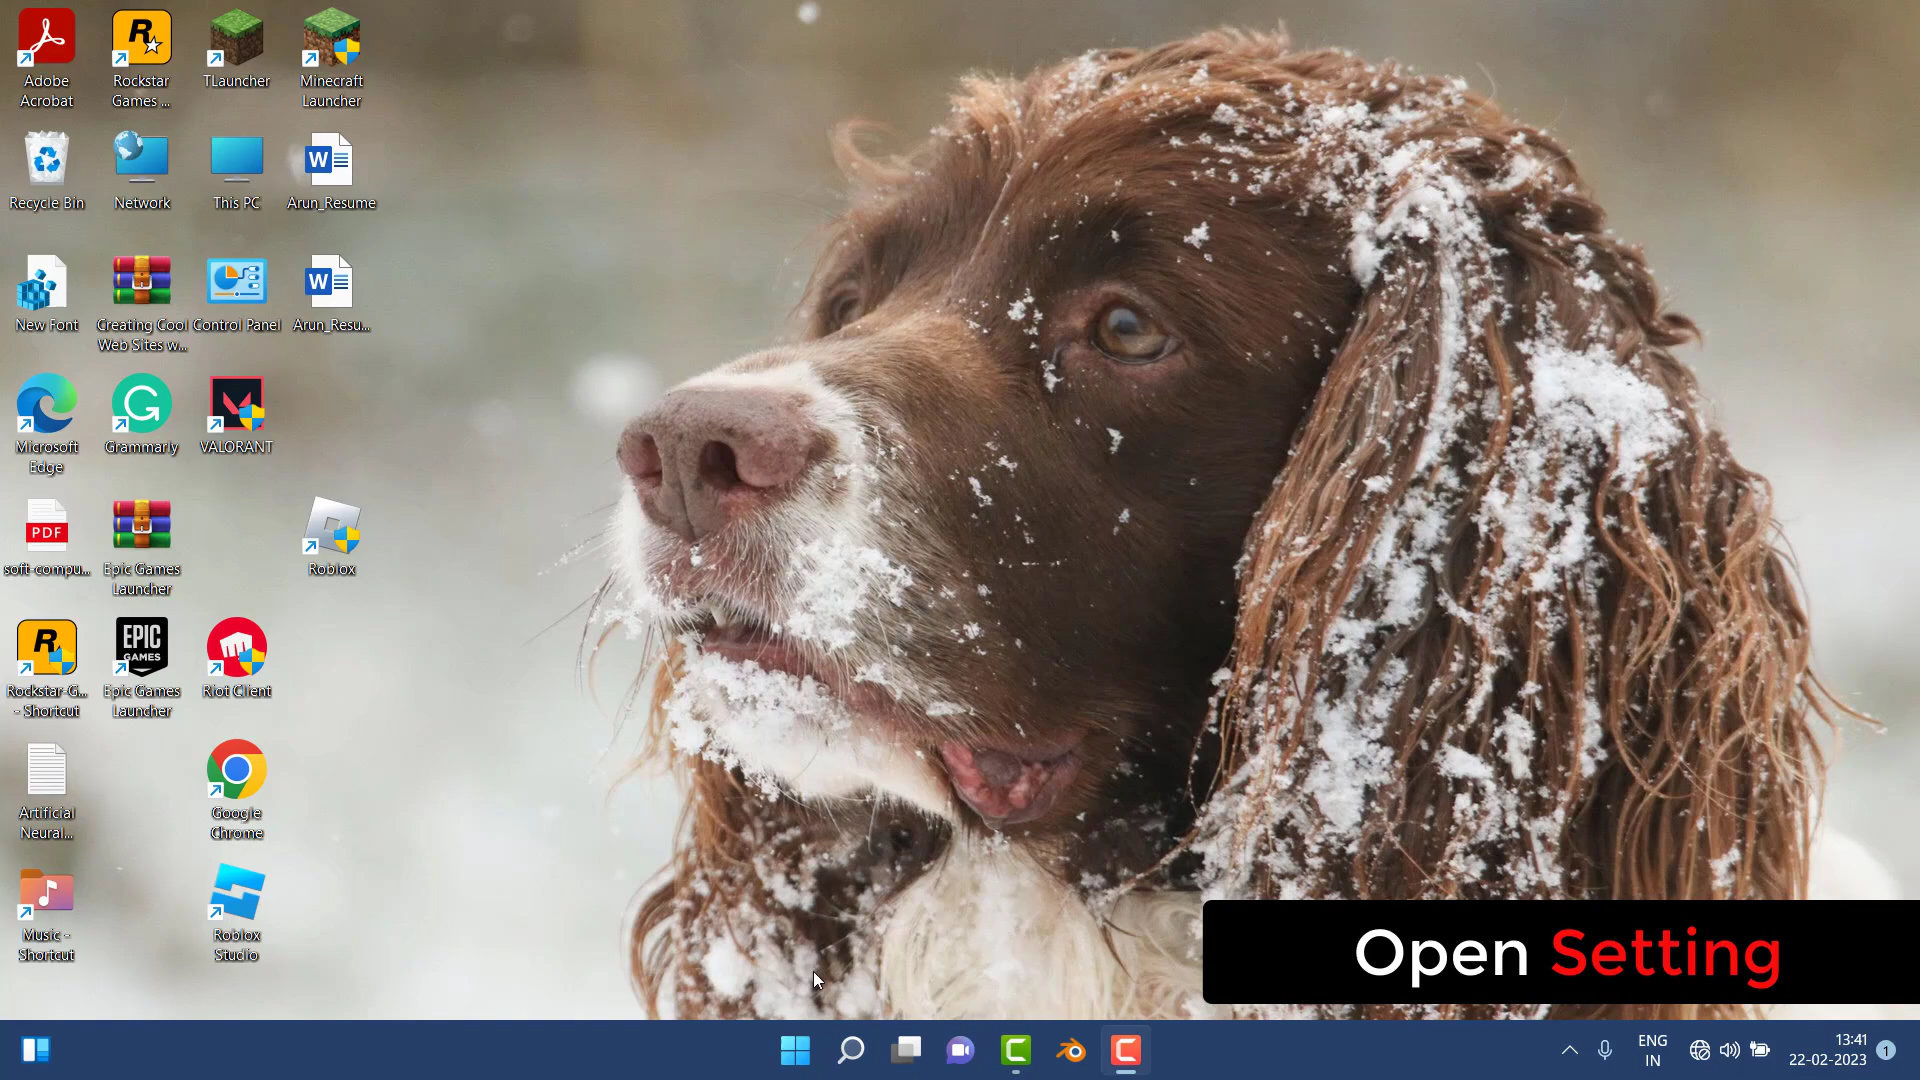 Adobe
Acrobat
Rockstar
Games ...
TLauncher
Minecraft
Launcher
Recycle Bin
Network
This PC
Arun_Resume
New Font
Creating Cool
Web Sites w...
Control Panel
Arun_Resu...
Microsoft
Edge
Grammarly
VALORANT
PDF
soft-compu...
Epic Games
Launcher
Roblox
Rockstar-G...
- Shortcut
EPIC
GAMES
Epic Games
Launcher
Riot Client
Artificial
Neural...
Google
Chrome
Music -
Shortcut
Roblox
Studio
Open Setting
ENG
IN
13:41
22-02-2023
1